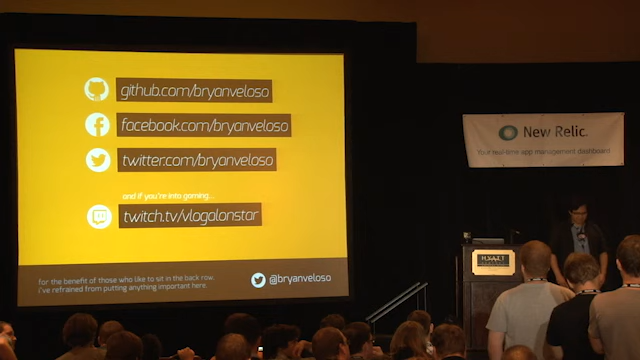 github.com/bryanveloso
facebook.com/bryanveloso
twitter.com/bryanveloso
and if you're into gaming...
twitch.tv/vlogalonstar
for the benefit of those who like to sit in the back row.
i've refrained from putting anything important here.
@bryanveloso
New Relic.
Your real-time app management dashboard
HYATT